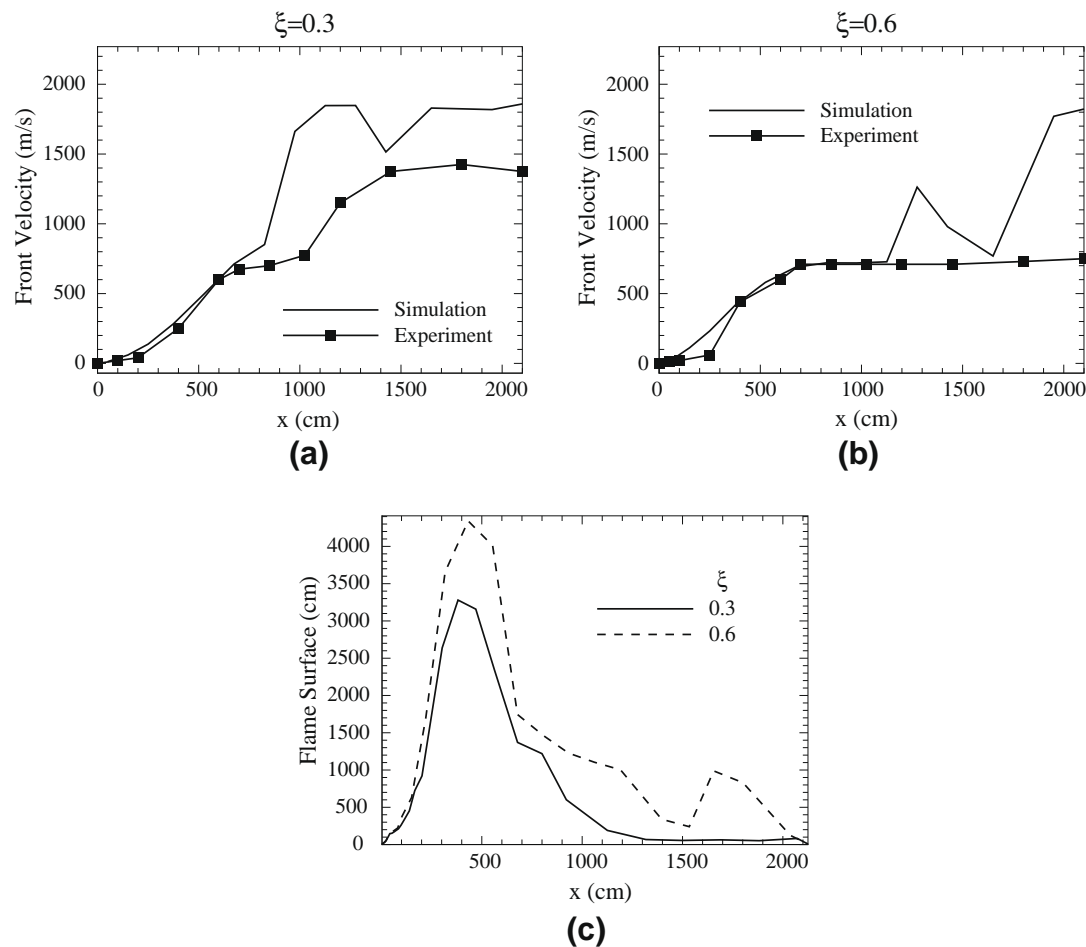 ξ=0.3
Front Velocity (m/s)
2000
1500
1000
500
0
Simulation
Experiment
0
500
1000
1500
2000
x (cm)
(a)
ξ=0.6
Front Velocity (m/s)
2000
1500
1000
500
0
Simulation
Experiment
0
500
1000
1500
2000
x (cm)
(b)
Flame Surface (cm)
4000
3500
3000
2500
2000
1500
1000
500
0
ξ
0.3
0.6
500
1000
1500
2000
x (cm)
(c)